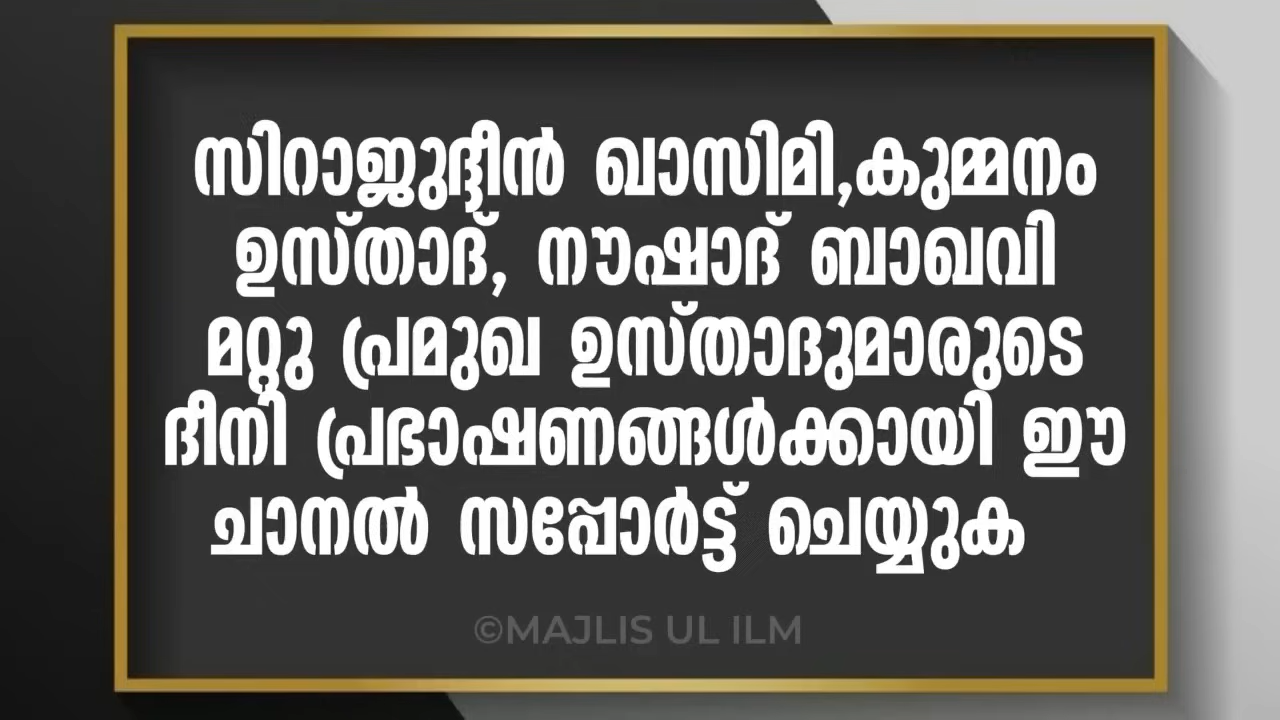 സിറാജുദ്ദീൻ ഖാസിമി,കുമ്മനം
ഉസ്താദ്, നൗഷാദ് ബാഖവി
മറ്റു പ്രമുഖ ഉസ്താദുമാരുടെ
ദീനി പ്രഭാഷണങ്ങൾക്കായി ഈ
ചാനൽ സപ്പോർട്ട് ചെയ്യുക
©MAJLIS UL ILM